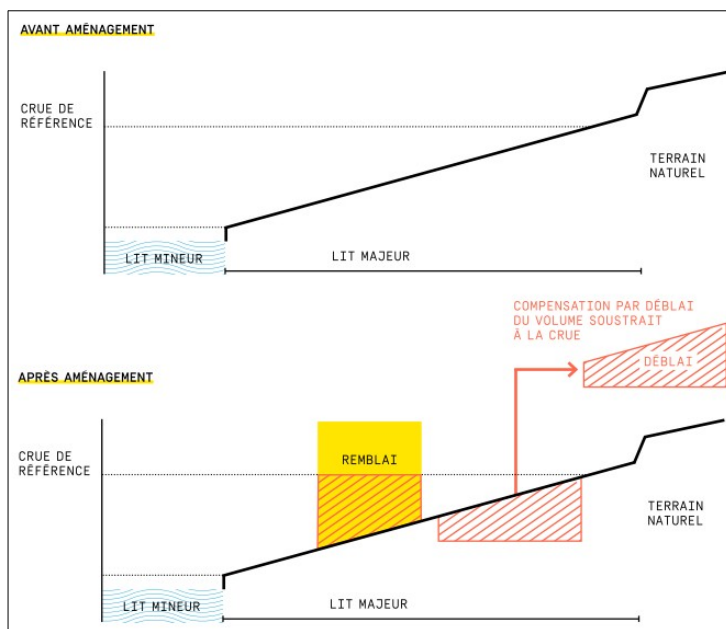 AVANT AMÉNAGEMENT
CRUE DE
RÉFÉRENCE
TERRAIN
NATUREL
LIT MINEUR
LIT MAJEUR
COMPENSATION PAR DÉBLAI
DU VOLUME SOUSTRAIT
À LA CRUE
DÉBLAI
APRÈS AMÉNAGEMENT
CRUE DE
RÉFÉRENCE
REMBLAI
TERRAIN
NATUREL
LIT MINEUR
LIT MAJEUR